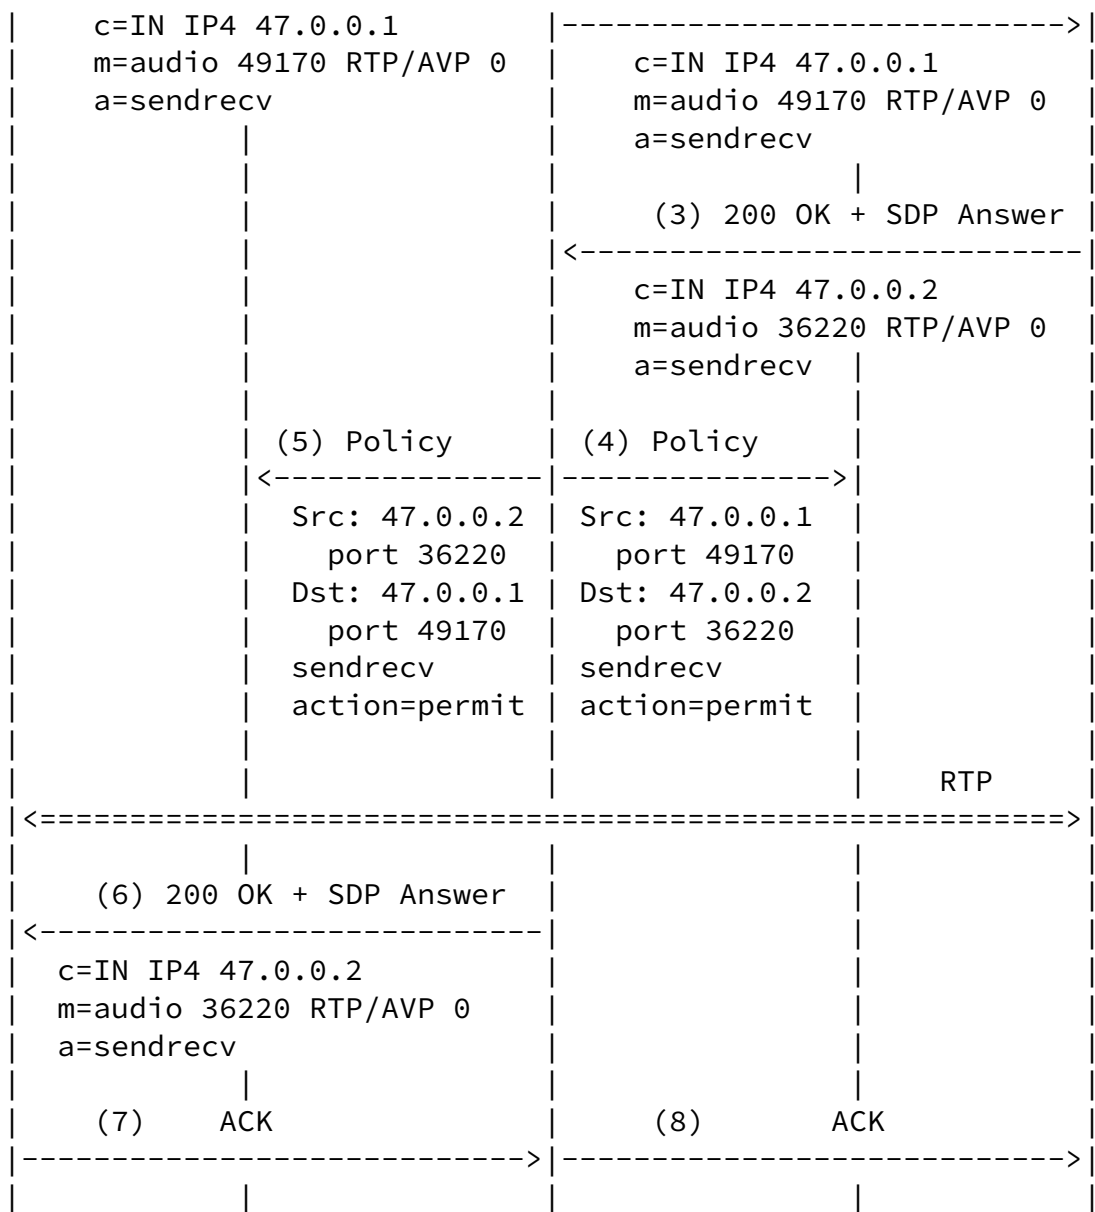 |    c=IN IP4 47.0.0.1        |---------------------------->|
|    m=audio 49170 RTP/AVP 0  |    c=IN IP4 47.0.0.1        |
|    a=sendrecv               |    m=audio 49170 RTP/AVP 0  |
|            |                |    a=sendrecv               |
|            |                |                |            |
|            |                |     (3) 200 OK + SDP Answer |
|            |                |<----------------------------|
|            |                |    c=IN IP4 47.0.0.2        |
|            |                |    m=audio 36220 RTP/AVP 0  |
|            |                |    a=sendrecv  |            |
|            |                |                |            |
|            | (5) Policy     | (4) Policy     |            |
|            |<---------------|--------------->|            |
|            |  Src: 47.0.0.2 | Src: 47.0.0.1  |            |
|            |    port 36220  |   port 49170   |            |
|            |  Dst: 47.0.0.1 | Dst: 47.0.0.2  |            |
|            |    port 49170  |   port 36220   |            |
|            |  sendrecv      | sendrecv       |            |
|            |  action=permit | action=permit  |            |
|            |                |                |            |
|            |                |                |    RTP     |
|<=========================================================>|
|            |                |                |            |
|    (6) 200 OK + SDP Answer  |                |            |
|<----------------------------|                |            |
|  c=IN IP4 47.0.0.2          |                |            |
|  m=audio 36220 RTP/AVP 0    |                |            |
|  a=sendrecv                 |                |            |
|            |                |                |            |
|    (7)    ACK               |     (8)       ACK           |
|---------------------------->|---------------------------->|
|            |                |                |            |